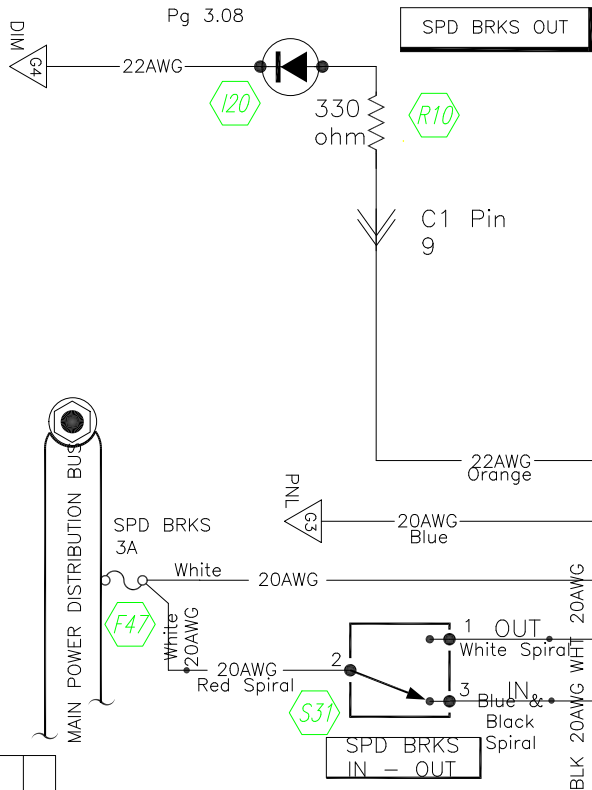 Pg 3.08
SPD BRKS OUT
DIM
G4
22AWG
I20
330
ohm
R10
C1 Pin
9
22AWG
Orange
PNL
G3
20AWG
Blue
MAIN POWER DISTRIBUTION BUS
SPD BRKS
3A
White
20AWG
F47
White
20AWG
20AWG
Red Spiral
2
1
OUT
White Spiral
3
IN
Blue &
Black
Spiral
S31
SPD BRKS
IN – OUT
BLK 20AWG WHT 20AWG